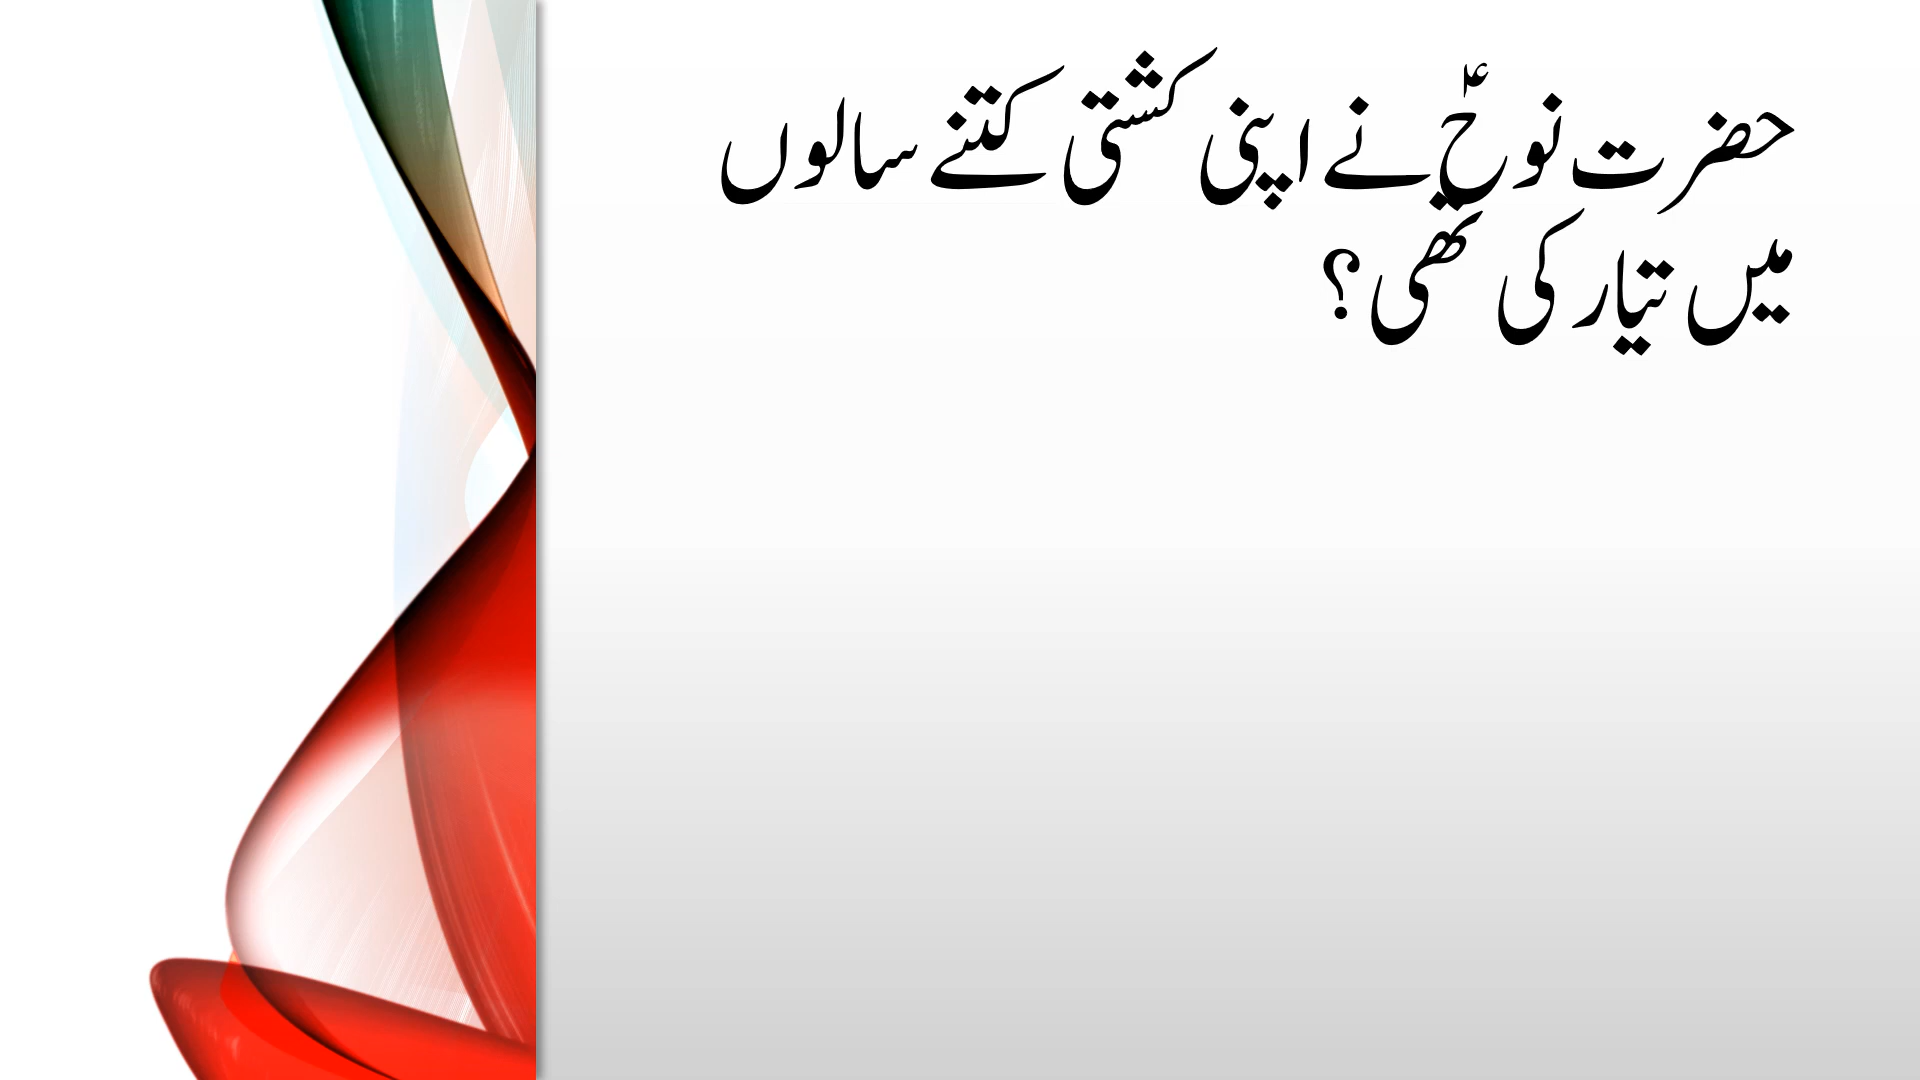 حضرت نوحؑ نے اپنی کشتی کتنے سالوں
میں تیار کی تھی؟